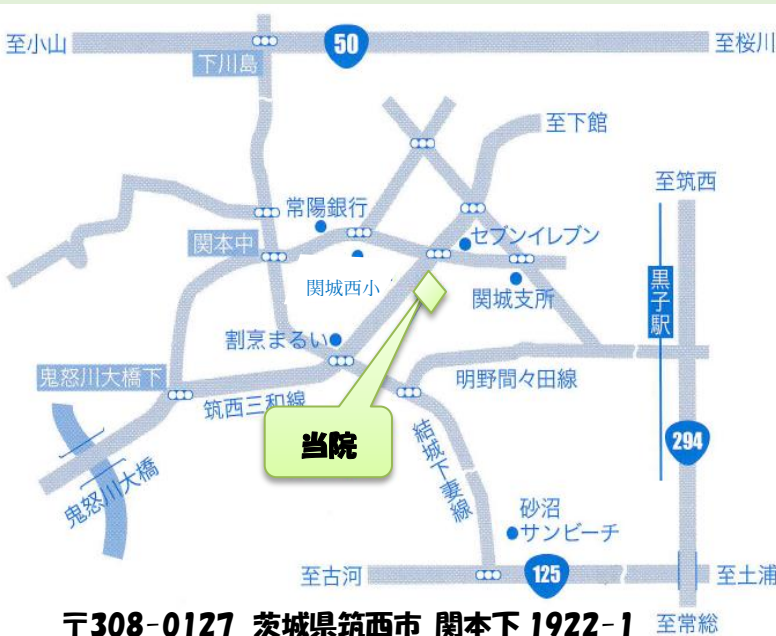 至小山
50
至桜川
下川島
至下館
至筑西
常陽銀行
関本中
セブンイレブン
関城西小
関城支所
黒子駅
割烹まるい
鬼怒川大橋下
明野間々田線
筑西三和線
当院
294
結城下妻線
鬼怒川大橋
砂沼
サンビーチ
至古河
125
至土浦
〒308-0127 茨城県筑西市 関本下 1922-1
至常総